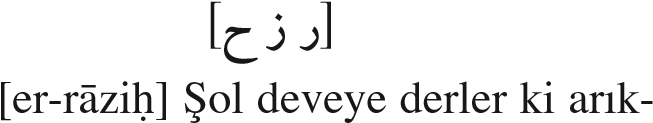 [ر ز ح]
[er-rāziḥ] Şol deveye derler ki arık-